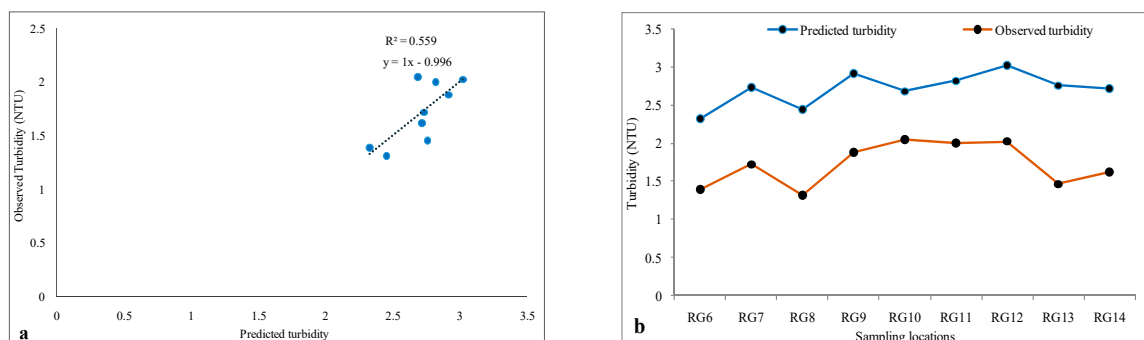 2.5
2
1.5
1
0.5
0
Observed Turbidity (NTU)
R² = 0.559
y = 1x - 0.996
0 0.5 1 1.5 2 2.5 3 3.5
Predicted turbidity
a
3.5
3
2.5
2
1.5
1
0.5
0
Turbidity (NTU)
Predicted turbidity Observed turbidity
RG6 RG7 RG8 RG9 RG10 RG11 RG12 RG13 RG14
Sampling locations
b